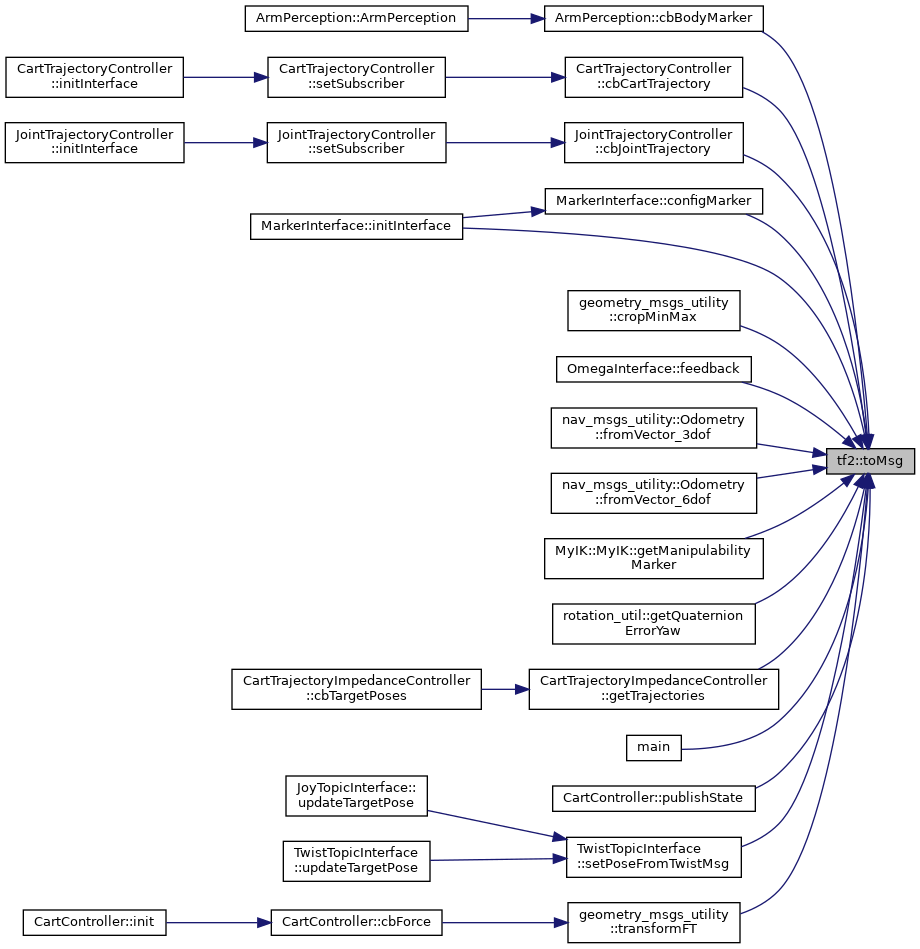 ArmPerception::ArmPerception
ArmPerception::cbBodyMarker
CartTrajectoryController
::initInterface
CartTrajectoryController
::setSubscriber
CartTrajectoryController
::cbCartTrajectory
JointTrajectoryController
::initInterface
JointTrajectoryController
::setSubscriber
JointTrajectoryController
::cbJointTrajectory
MarkerInterface::configMarker
MarkerInterface::initInterface
geometry_msgs_utility
::cropMinMax
OmegaInterface::feedback
nav_msgs_utility::Odometry
::fromVector_3dof
tf2::toMsg
nav_msgs_utility::Odometry
::fromVector_6dof
MyIK::MyIK::getManipulability
Marker
rotation_util::getQuaternion
ErrorYaw
CartTrajectoryImpedanceController
::cbTargetPoses
CartTrajectoryImpedanceController
::getTrajectories
main
CartController::publishState
JoyTopicInterface::
updateTargetPose
TwistTopicInterface
::updateTargetPose
TwistTopicInterface
::setPoseFromTwistMsg
CartController::init
CartController::cbForce
geometry_msgs_utility
::transformFT